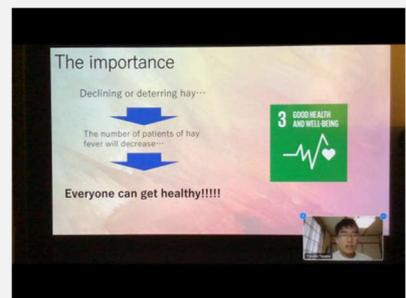 The importance
Declining or deterring hay…
The number of patients of hay
fever will decrease…
Everyone can get healthy!!!!!
3 GOOD HEALTH
AND WELL-BEING